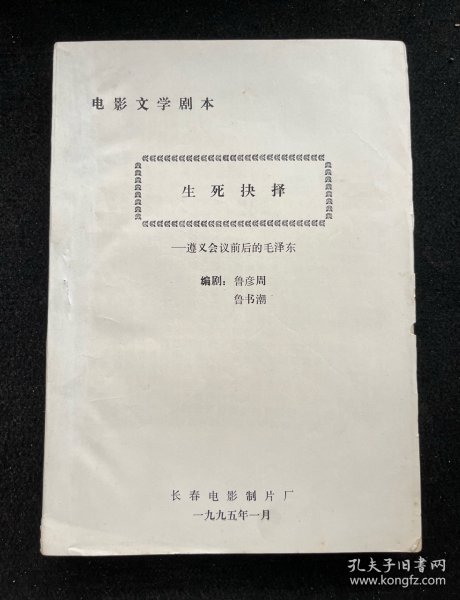 电影文学剧本
生死抉择
——遵义会议前后的毛泽东
编剧：鲁彦周
鲁书潮
长春电影制片厂
一九九五年一月
孔夫子旧书网
www.kongfz.com